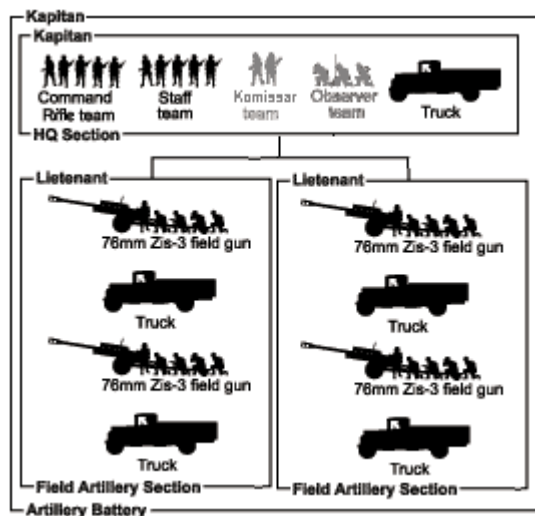 Kapitan
Kapitan
Command
Rifle team
Staff
team
Komissar
team
Observer
team
Truck
HQ Section
Lietenant
76mm Zis-3 field gun
Truck
76mm Zis-3 field gun
Truck
Field Artillery Section
Lietenant
76mm Zis-3 field gun
Truck
76mm Zis-3 field gun
Truck
Field Artillery Section
Artillery Battery